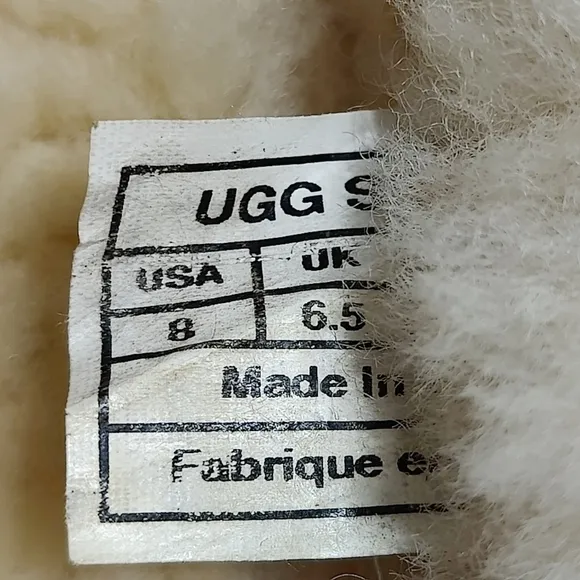 UGG S
USA UK
8 6.5
Made In
Fabrique e